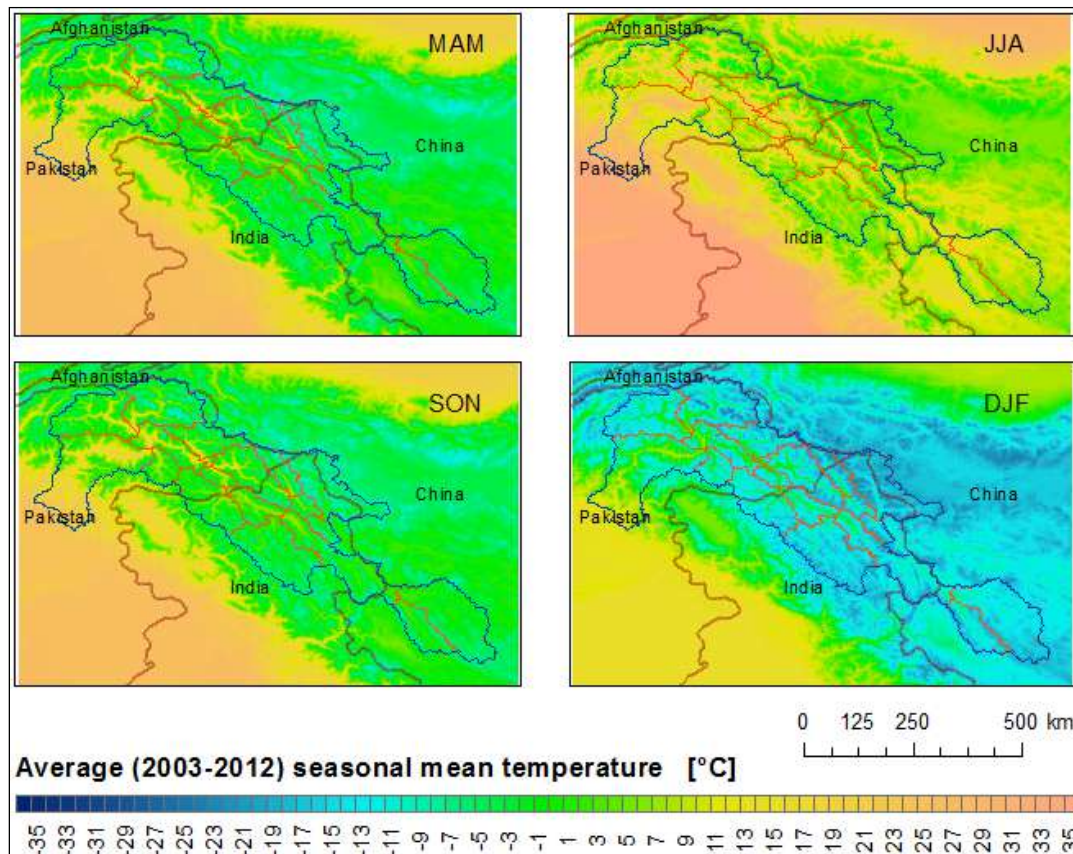 Afghanistan
MAM
China
Pakistan
India
Afghanistan
JJA
China
Pakistan
India
Afghanistan
SON
China
Pakistan
India
Afghanistan
DJF
China
Pakistan
India
0 125 250 500 km
Average (2003-2012) seasonal mean temperature [°C]
-35 -33 -31 -29 -27 -25 -23 -21 -19 -17 -15 -13 -11 -9 -7 -5 -3 -1 1 3 5 7 9 11 13 15 17 19 21 23 25 27 29 31 33 35